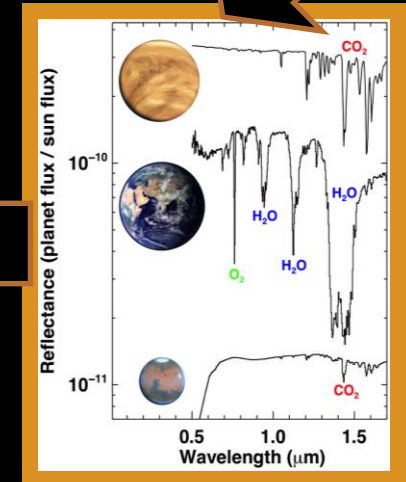 Reflectance (planet flux / sun flux)
CO₂
10⁻¹⁰
H₂O
H₂O
O₂
H₂O
10⁻¹¹
CO₂
0.5 1.0 1.5
Wavelength (μm)